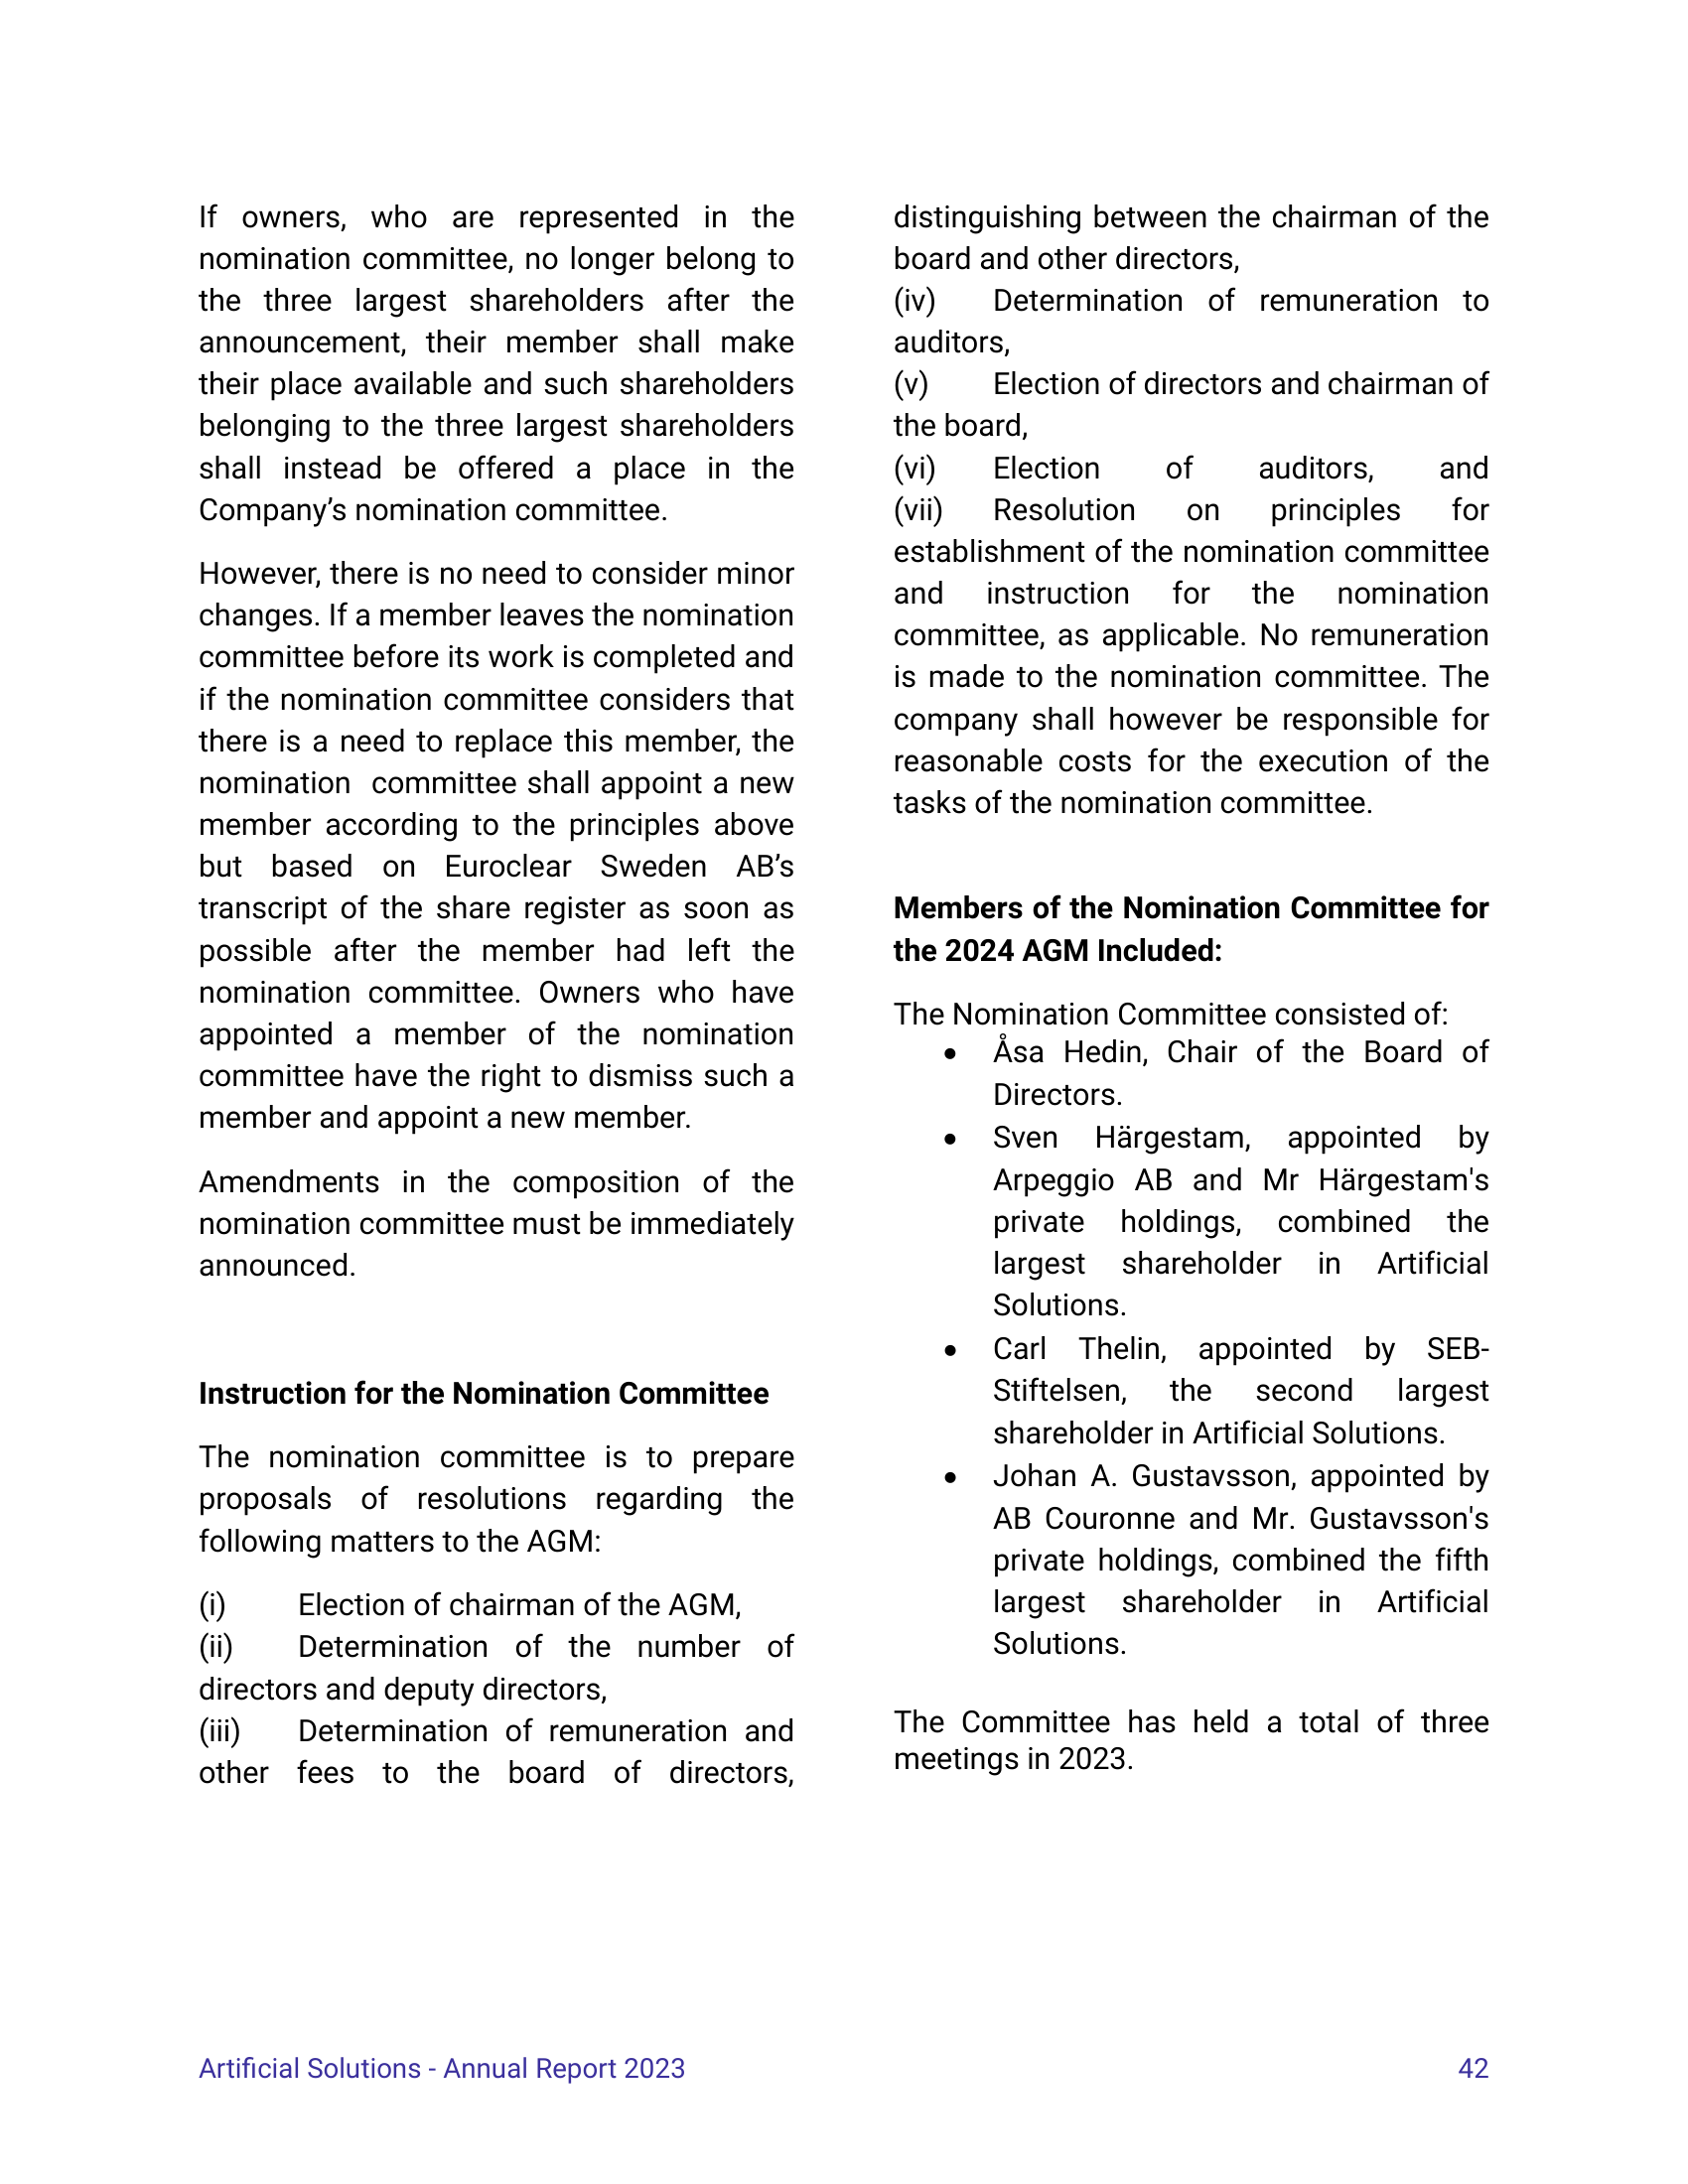 If owners, who are represented in the
nomination committee, no longer belong to
the three largest shareholders after the
announcement, their member shall make
their place available and such shareholders
belonging to the three largest shareholders
shall instead be offered a place in the
Company’s nomination committee.
However, there is no need to consider minor
changes. If a member leaves the nomination
committee before its work is completed and
if the nomination committee considers that
there is a need to replace this member, the
nomination  committee shall appoint a new
member according to the principles above
but based on Euroclear Sweden AB’s
transcript of the share register as soon as
possible after the member had left the
nomination committee. Owners who have
appointed a member of the nomination
committee have the right to dismiss such a
member and appoint a new member.
Amendments in the composition of the
nomination committee must be immediately
announced.
Instruction for the Nomination Committee
The nomination committee is to prepare
proposals of resolutions regarding the
following matters to the AGM:
(i) Election of chairman of the AGM,
(ii) Determination of the number of
directors and deputy directors,
(iii) Determination of remuneration and
other fees to the board of directors,
distinguishing between the chairman of the
board and other directors,
(iv) Determination of remuneration to
auditors,
(v) Election of directors and chairman of
the board,
(vi) Election of auditors, and
(vii) Resolution on principles for
establishment of the nomination committee
and instruction for the nomination
committee, as applicable. No remuneration
is made to the nomination committee. The
company shall however be responsible for
reasonable costs for the execution of the
tasks of the nomination committee.
Members of the Nomination Committee for
the 2024 AGM Included:
The Nomination Committee consisted of:
• Åsa Hedin, Chair of the Board of
Directors.
• Sven Härgestam, appointed by
Arpeggio AB and Mr Härgestam's
private holdings, combined the
largest shareholder in Artificial
Solutions.
• Carl Thelin, appointed by SEB-
Stiftelsen, the second largest
shareholder in Artificial Solutions.
• Johan A. Gustavsson, appointed by
AB Couronne and Mr. Gustavsson's
private holdings, combined the fifth
largest shareholder in Artificial
Solutions.
The Committee has held a total of three
meetings in 2023.
Artificial Solutions - Annual Report 2023 42